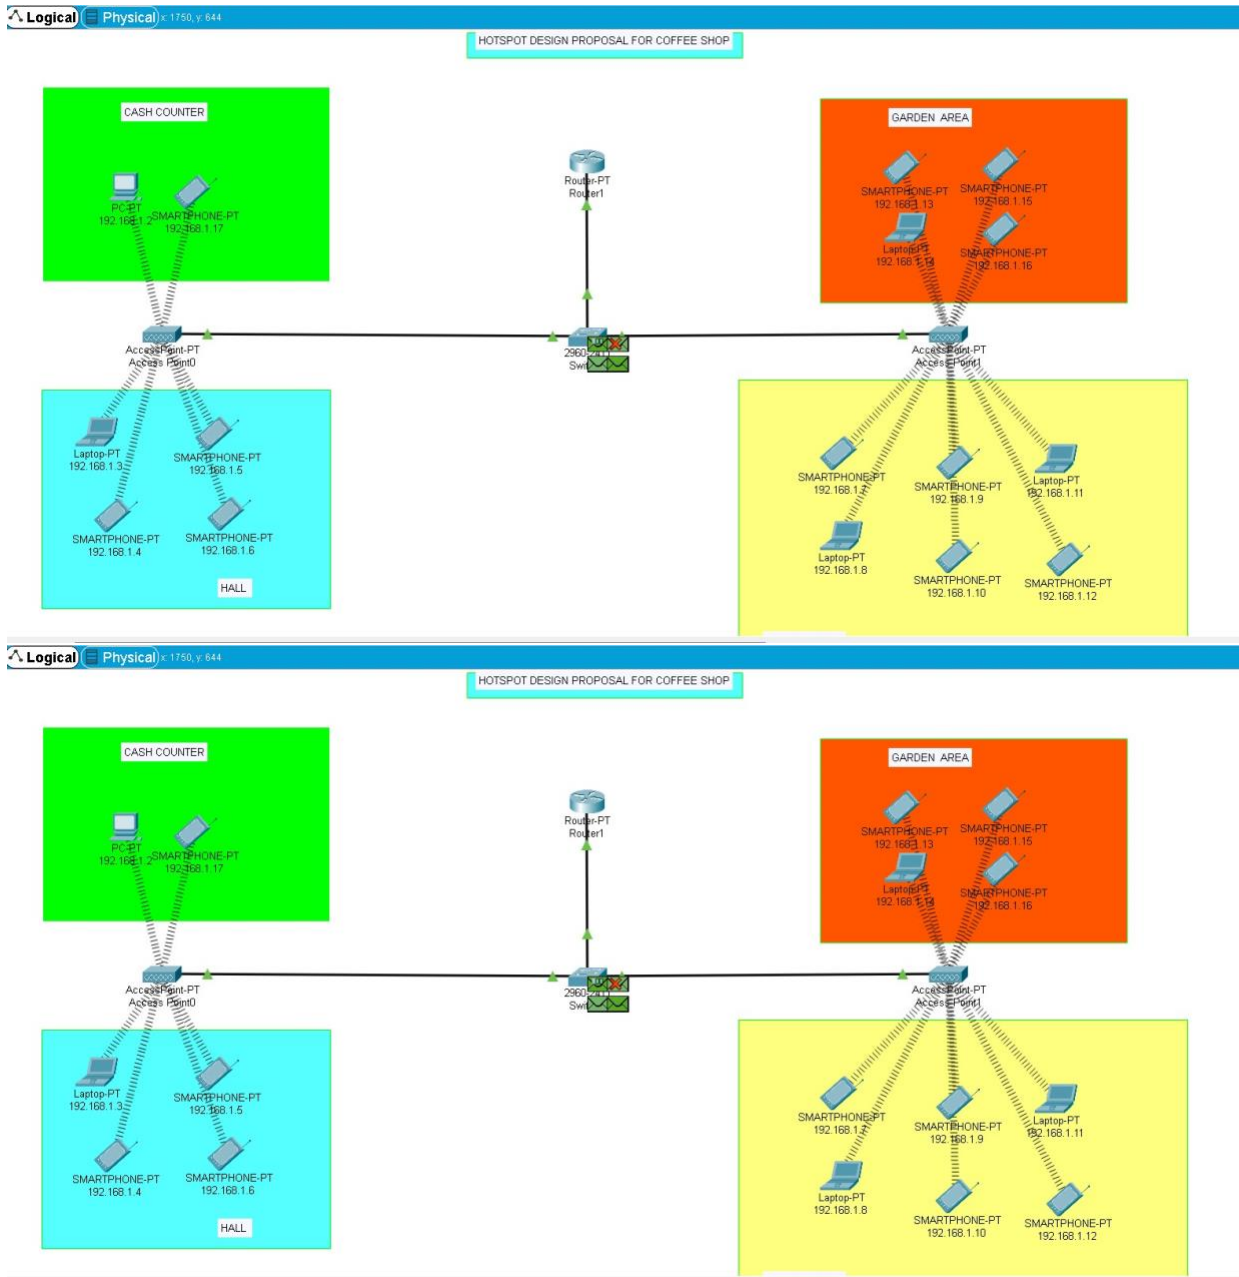 Logical
Physical
x: 1750, y: 644
HOTSPOT DESIGN PROPOSAL FOR COFFEE SHOP
CASH COUNTER
PC-PT
192.168.1.2
SMARTPHONE-PT
192.168.1.17
Router-PT
Router1
GARDEN AREA
SMARTPHONE-PT
192.168.1.13
SMARTPHONE-PT
192.168.1.15
Laptop-PT
192.168.1.14
SMARTPHONE-PT
192.168.1.16
AccessPoint-PT
Access Point0
AccessPoint-PT
Access Point1
Laptop-PT
192.168.1.3
SMARTPHONE-PT
192.168.1.5
SMARTPHONE-PT
192.168.1.4
SMARTPHONE-PT
192.168.1.6
HALL
SMARTPHONE-PT
192.168.1.7
SMARTPHONE-PT
192.168.1.9
Laptop-PT
192.168.1.11
Laptop-PT
192.168.1.8
SMARTPHONE-PT
192.168.1.10
SMARTPHONE-PT
192.168.1.12
Logical
Physical
x: 1750, y: 644
HOTSPOT DESIGN PROPOSAL FOR COFFEE SHOP
CASH COUNTER
PC-PT
192.168.1.2
SMARTPHONE-PT
192.168.1.17
Router-PT
Router1
GARDEN AREA
SMARTPHONE-PT
192.168.1.13
SMARTPHONE-PT
192.168.1.15
Laptop-PT
192.168.1.14
SMARTPHONE-PT
192.168.1.16
AccessPoint-PT
Access Point0
AccessPoint-PT
Access Point1
Laptop-PT
192.168.1.3
SMARTPHONE-PT
192.168.1.5
SMARTPHONE-PT
192.168.1.4
SMARTPHONE-PT
192.168.1.6
HALL
SMARTPHONE-PT
192.168.1.7
SMARTPHONE-PT
192.168.1.9
Laptop-PT
192.168.1.11
Laptop-PT
192.168.1.8
SMARTPHONE-PT
192.168.1.10
SMARTPHONE-PT
192.168.1.12